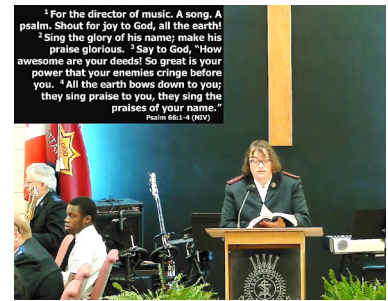 ¹ For the director of music. A song. A
psalm. Shout for joy to God, all the earth!
² Sing the glory of his name; make his
praise glorious. ³ Say to God, "How
awesome are your deeds! So great is your
power that your enemies cringe before
you. ⁴ All the earth bows down to you;
they sing praise to you, they sing the
praises of your name."
Psalm 66:1-4 (NIV)